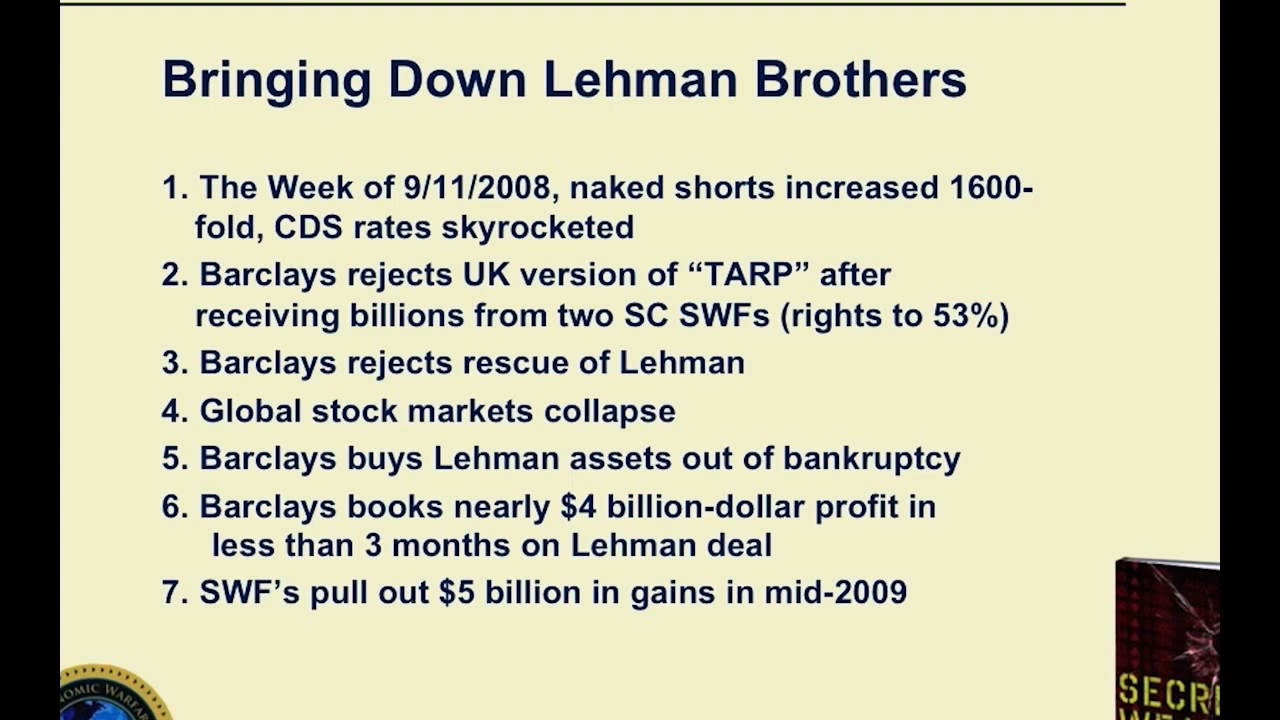 Bringing Down Lehman Brothers
1. The Week of 9/11/2008, naked shorts increased 1600-
fold, CDS rates skyrocketed
2. Barclays rejects UK version of “TARP” after
receiving billions from two SC SWFs (rights to 53%)
3. Barclays rejects rescue of Lehman
4. Global stock markets collapse
5. Barclays buys Lehman assets out of bankruptcy
6. Barclays books nearly $4 billion-dollar profit in
less than 3 months on Lehman deal
7. SWF’s pull out $5 billion in gains in mid-2009